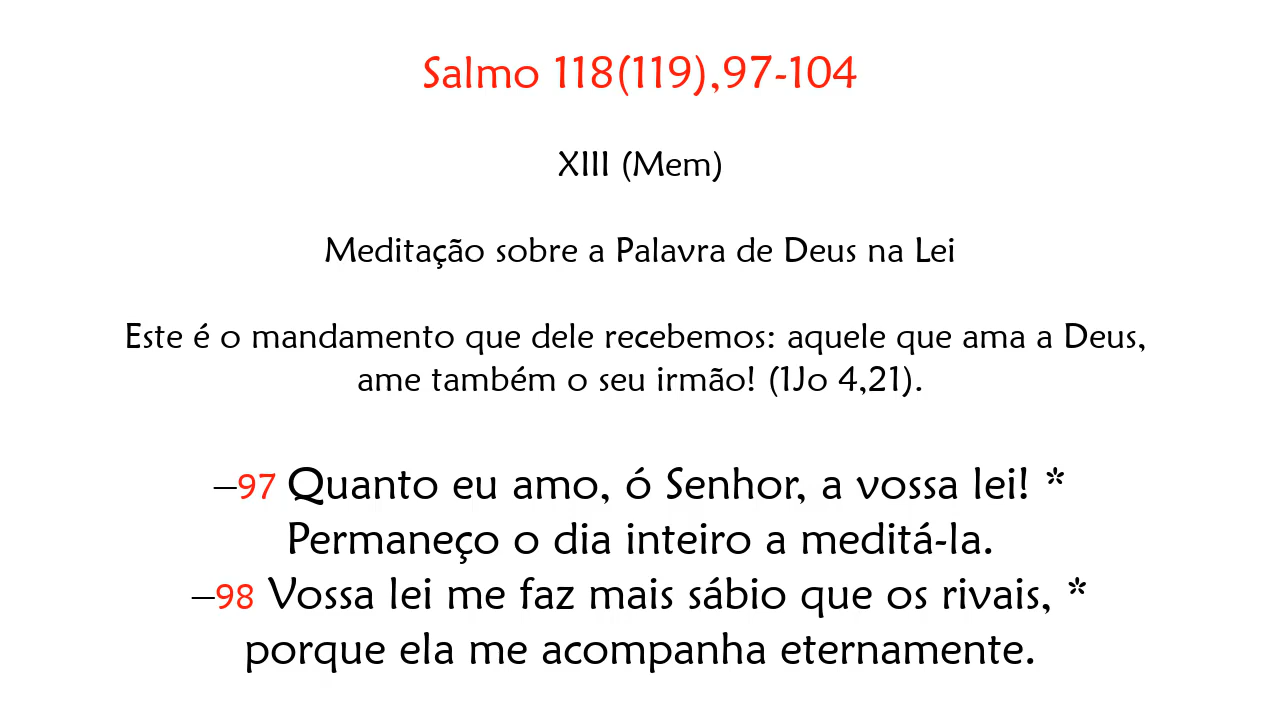 Salmo 118(119),97-104
XIII (Mem)
Meditação sobre a Palavra de Deus na Lei
Este é o mandamento que dele recebemos: aquele que ama a Deus,
ame também o seu irmão! (1Jo 4,21).
–97 Quanto eu amo, ó Senhor, a vossa lei! *
Permaneço o dia inteiro a meditá-la.
–98 Vossa lei me faz mais sábio que os rivais, *
porque ela me acompanha eternamente.